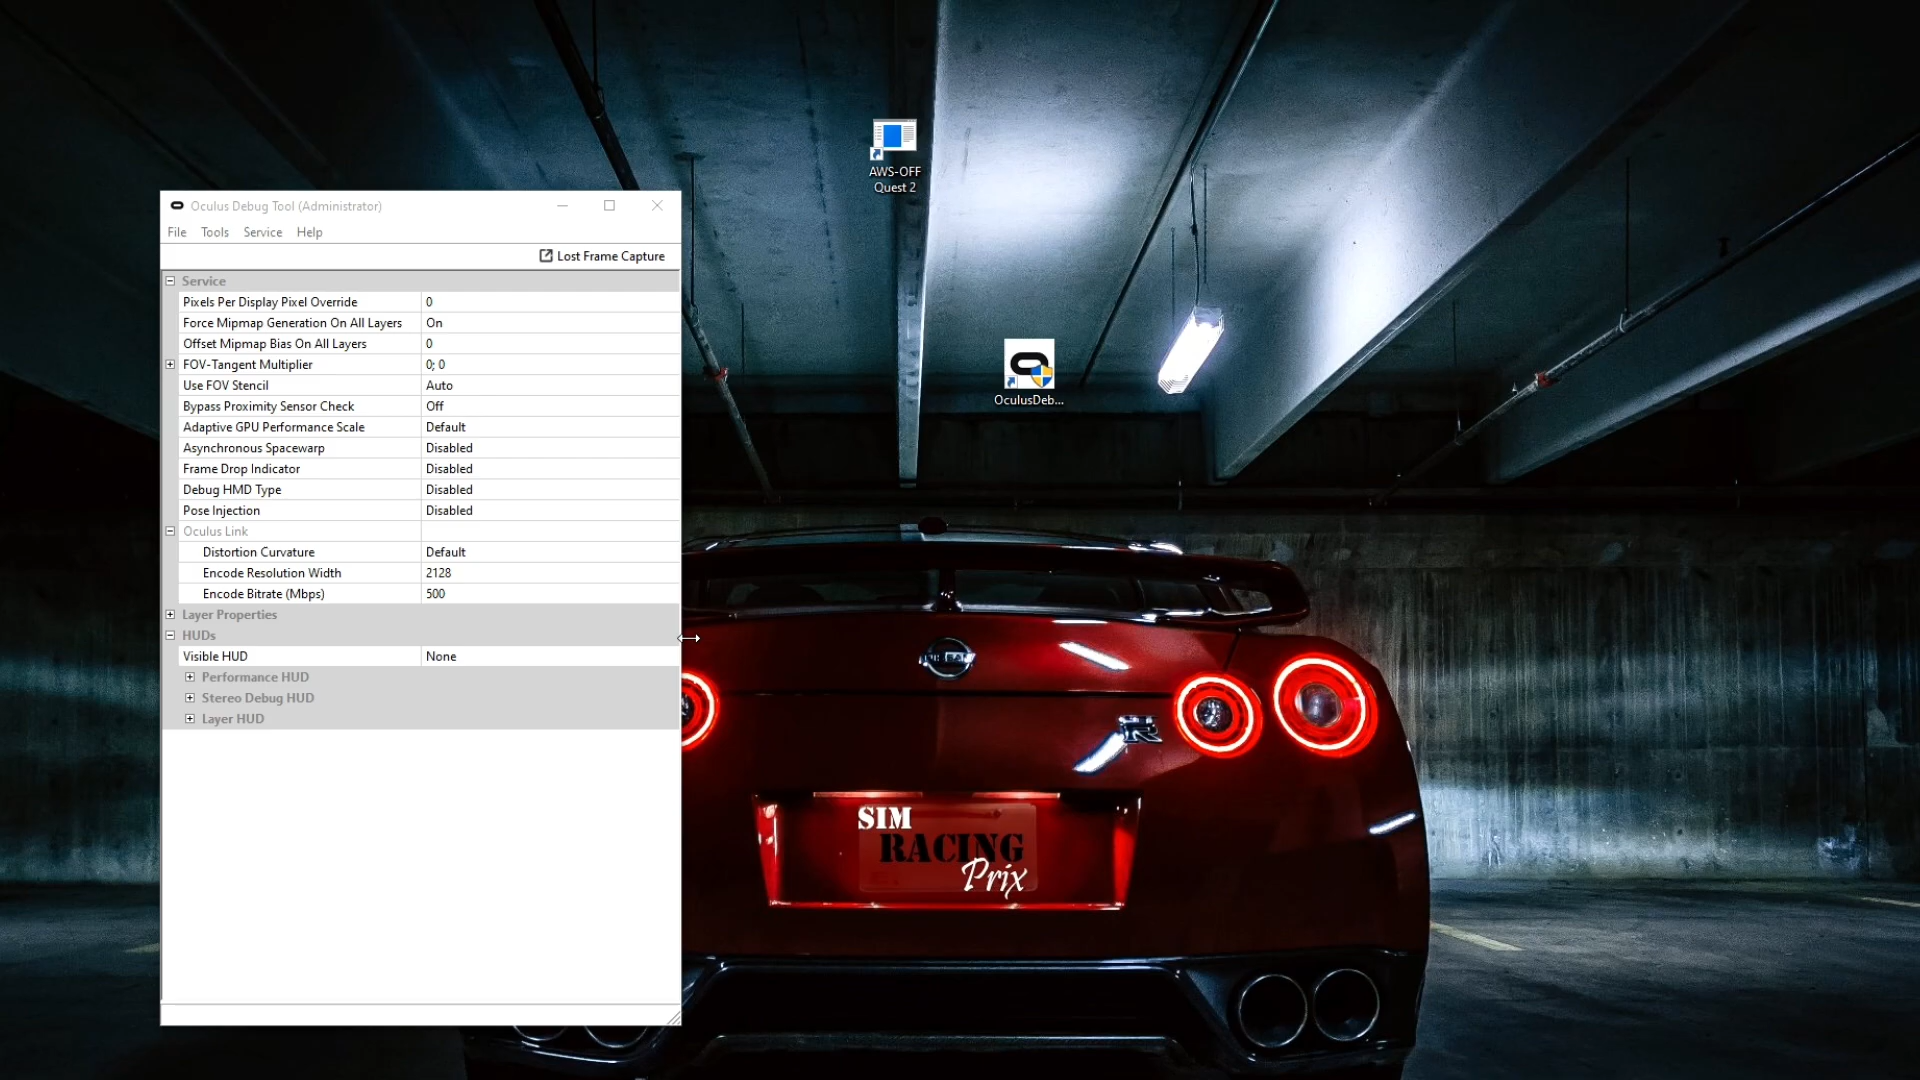 AWS-OFF
Quest 2
Oculus Debug Tool (Administrator)
File Tools Service Help
Lost Frame Capture
Service
Pixels Per Display Pixel Override 0
Force Mipmap Generation On All Layers On
Offset Mipmap Bias On All Layers 0
FOV-Tangent Multiplier 0; 0
Use FOV Stencil Auto
Bypass Proximity Sensor Check Off
Adaptive GPU Performance Scale Default
Asynchronous Spacewarp Disabled
Frame Drop Indicator Disabled
Debug HMD Type Disabled
Pose Injection Disabled
Oculus Link
Distortion Curvature Default
Encode Resolution Width 2128
Encode Bitrate (Mbps) 500
Layer Properties
HUDs
Visible HUD None
Performance HUD
Stereo Debug HUD
Layer HUD
OculusDeb...
NISSAN
R
SIM
RACING
Prix